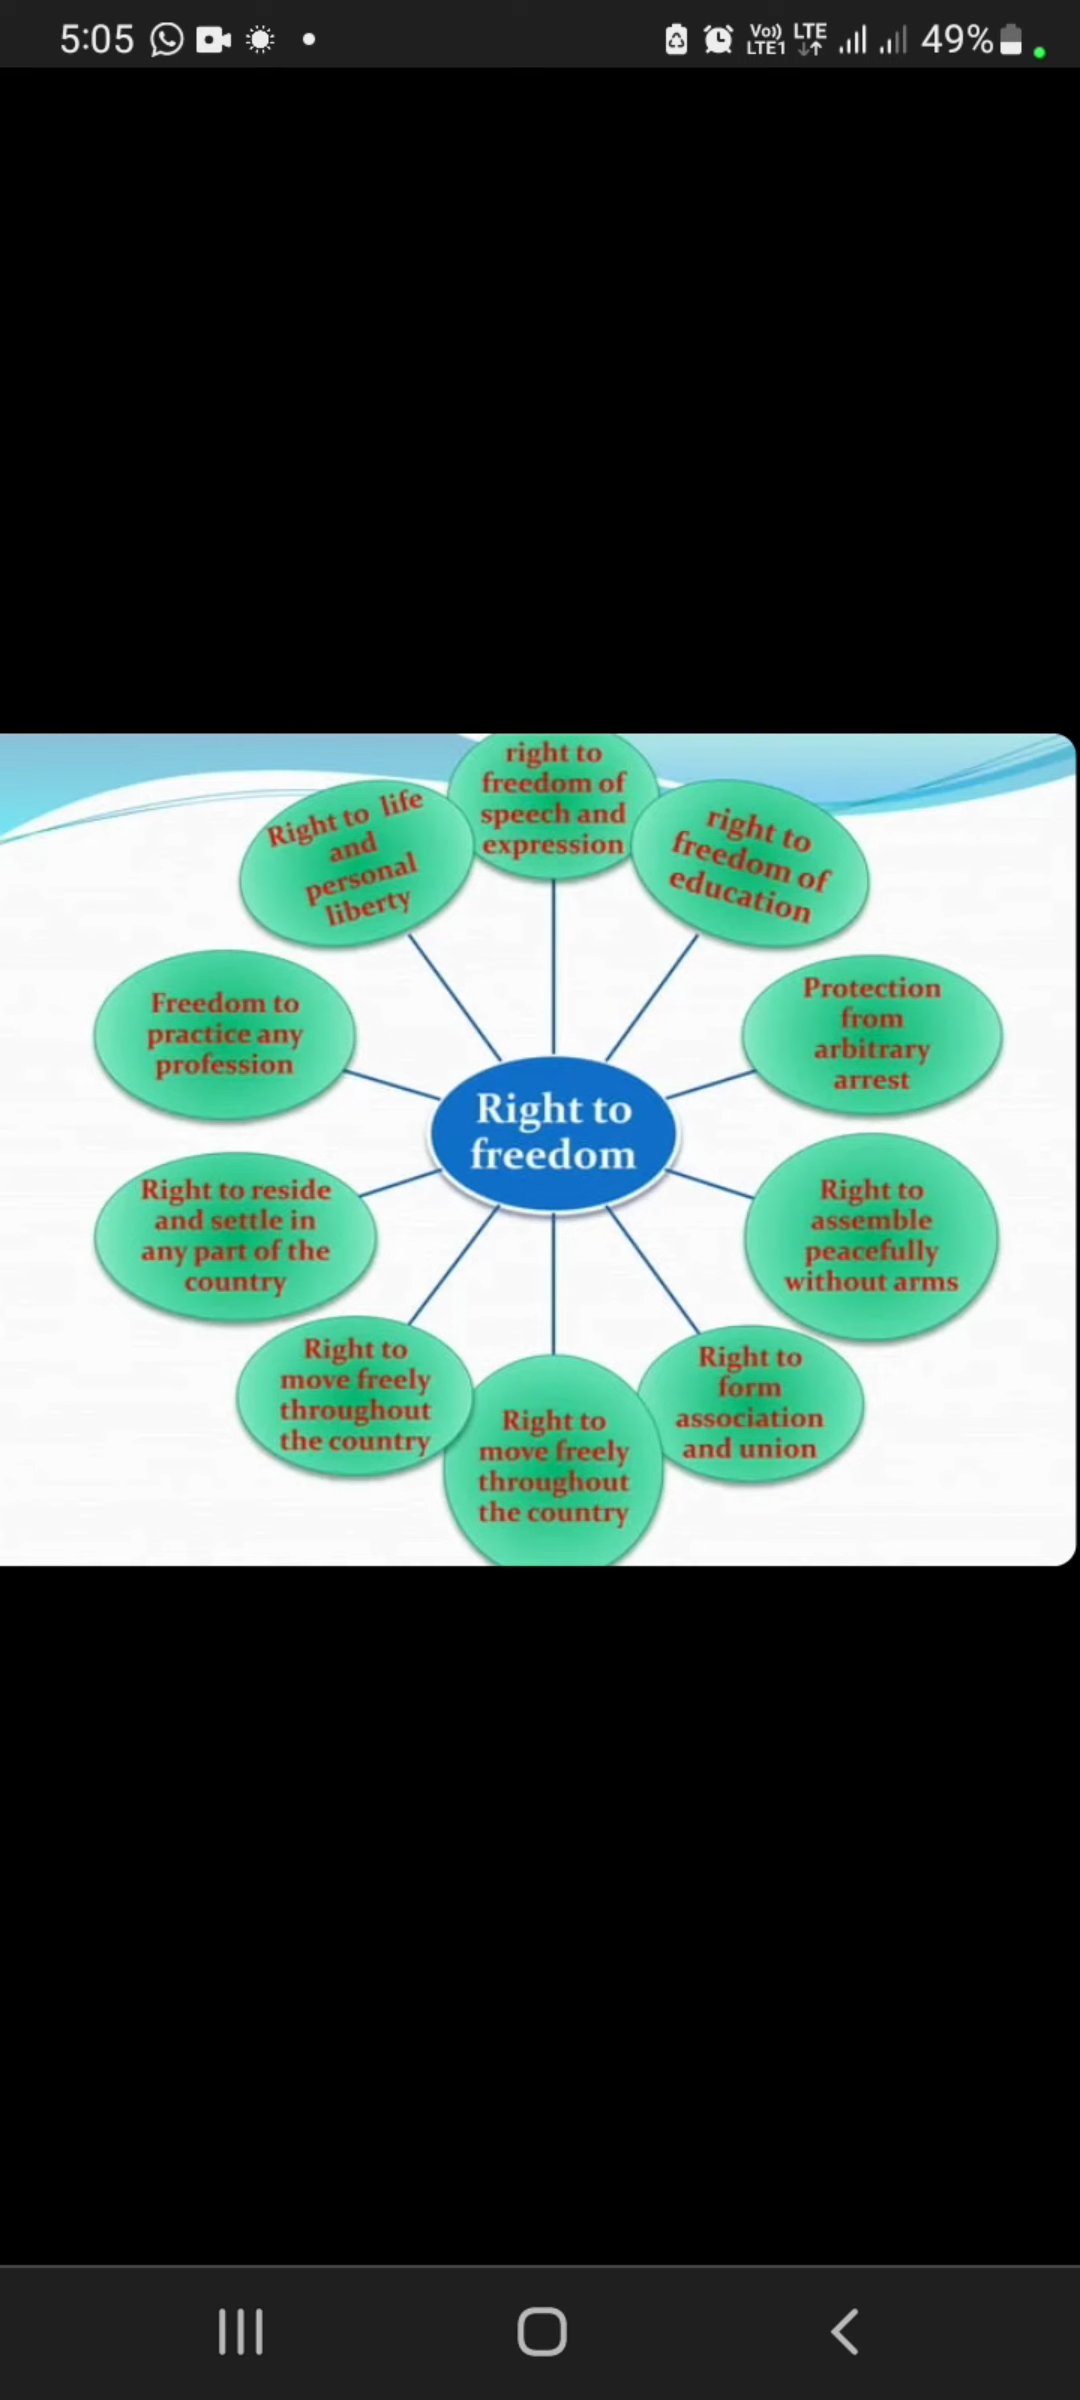 5:05
Vo)) LTE
LTE1
49%
right to
freedom of
speech and
expression
right to
freedom of
education
Protection
from
arbitrary
arrest
Right to
assemble
peacefully
without arms
Right to
form
association
and union
Right to
move freely
throughout
the country
Right to
move freely
throughout
the country
Right to reside
and settle in
any part of the
country
Freedom to
practice any
profession
Right to life
and
personal
liberty
Right to
freedom